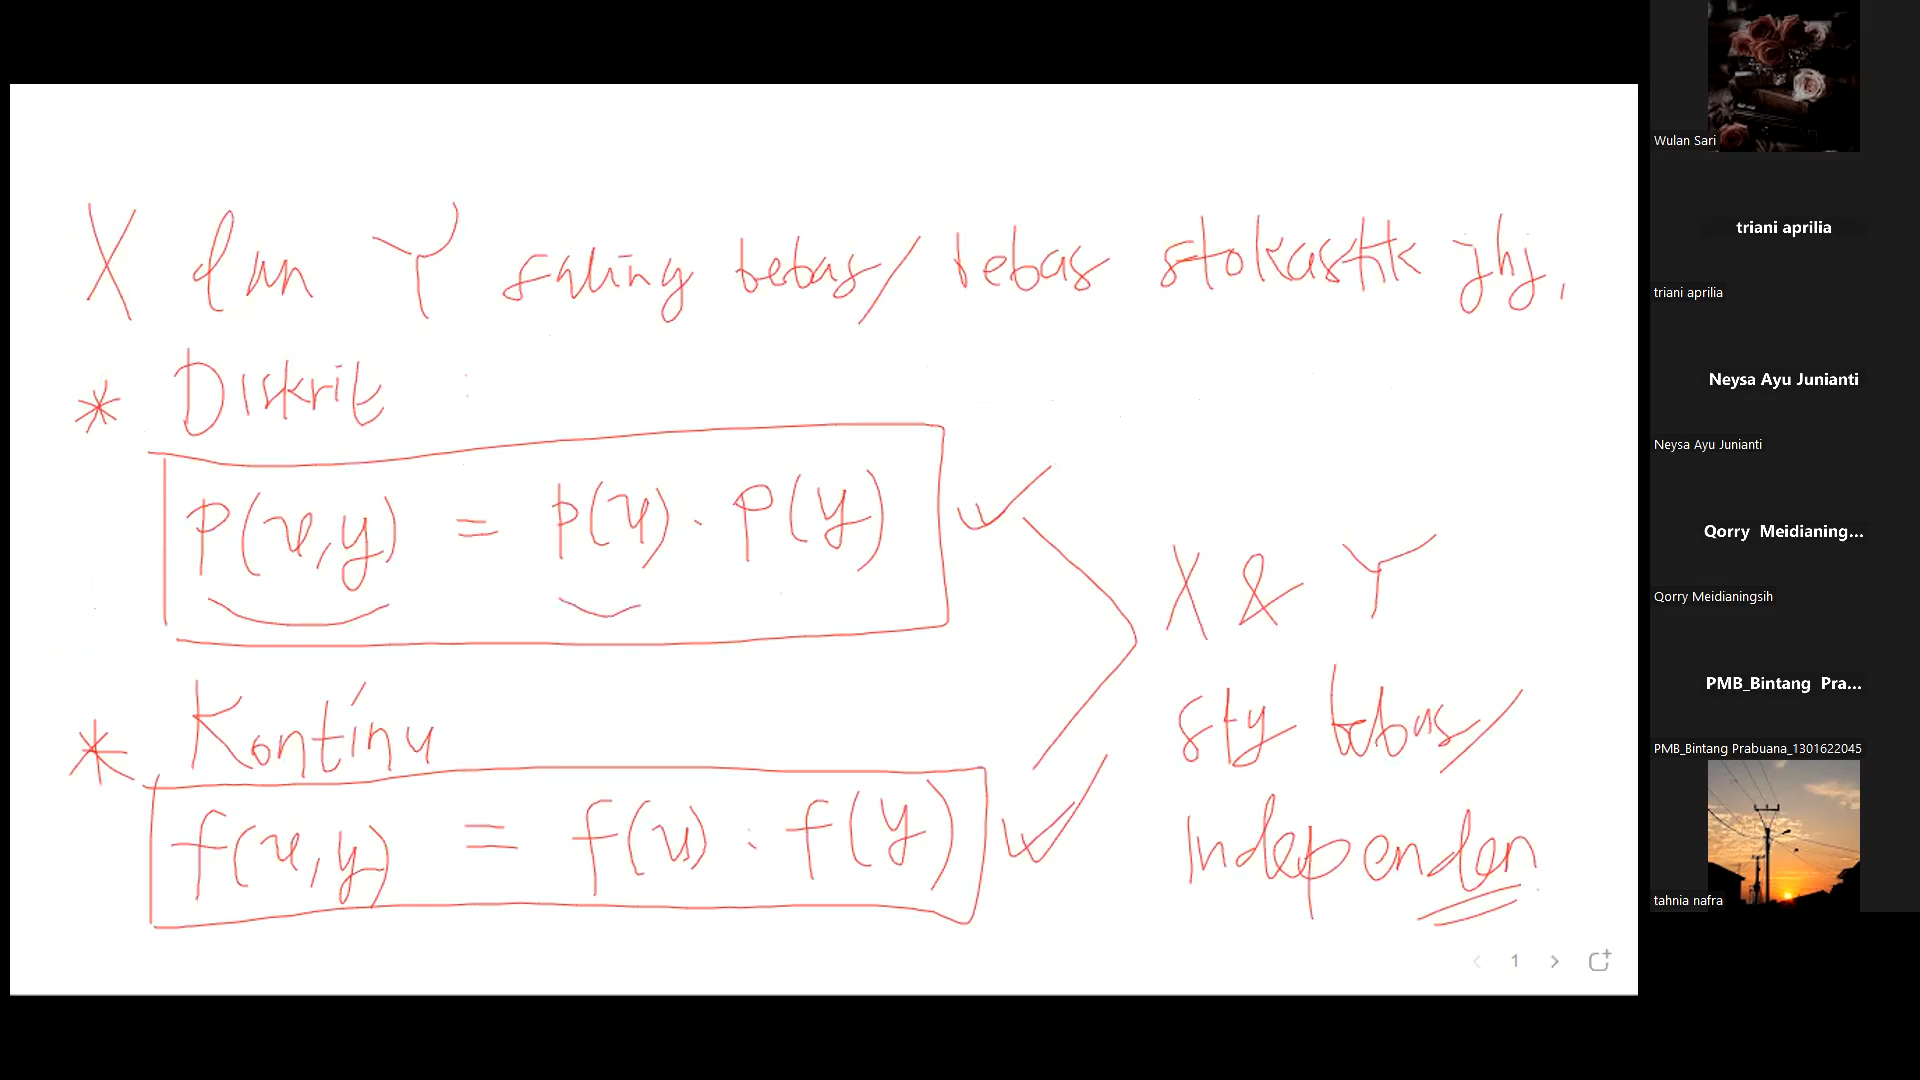 X dan Y saling bebas/bebas stokastik jhj,
* Diskrit :
p(x,y) = p(x) . p(y)
X & Y
slg bebas/
Independen
* Kontinu
f(x,y) = f(x) . f(y)
1
Wulan Sari
triani aprilia
triani aprilia
Neysa Ayu Junianti
Neysa Ayu Junianti
Qorry Meidianing...
Qorry Meidianingsih
PMB_Bintang Pra...
PMB_Bintang Prabuana_1301622045
tahnia nafra